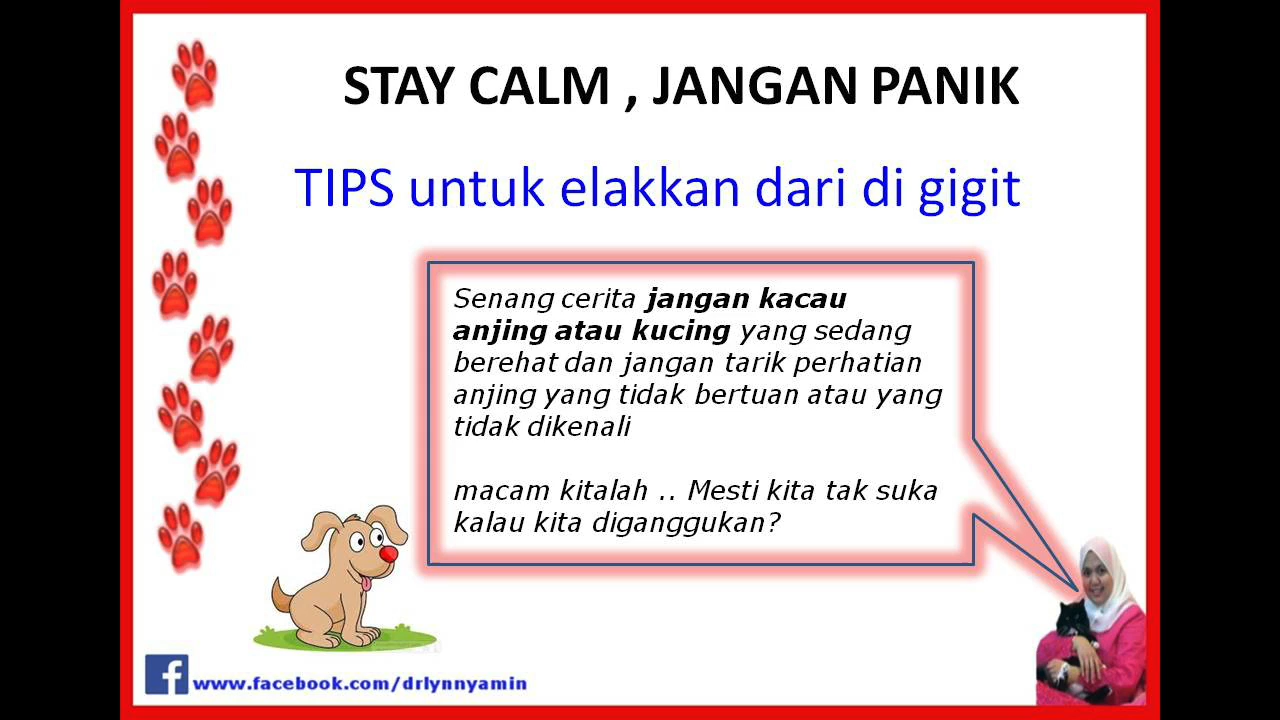 STAY CALM , JANGAN PANIK
TIPS untuk elakkan dari di gigit
Senang cerita jangan kacau
anjing atau kucing yang sedang
berehat dan jangan tarik perhatian
anjing yang tidak bertuan atau yang
tidak dikenali
macam kitalah .. Mesti kita tak suka
kalau kita diganggukan?
f www.facebook.com/drlynnyamin